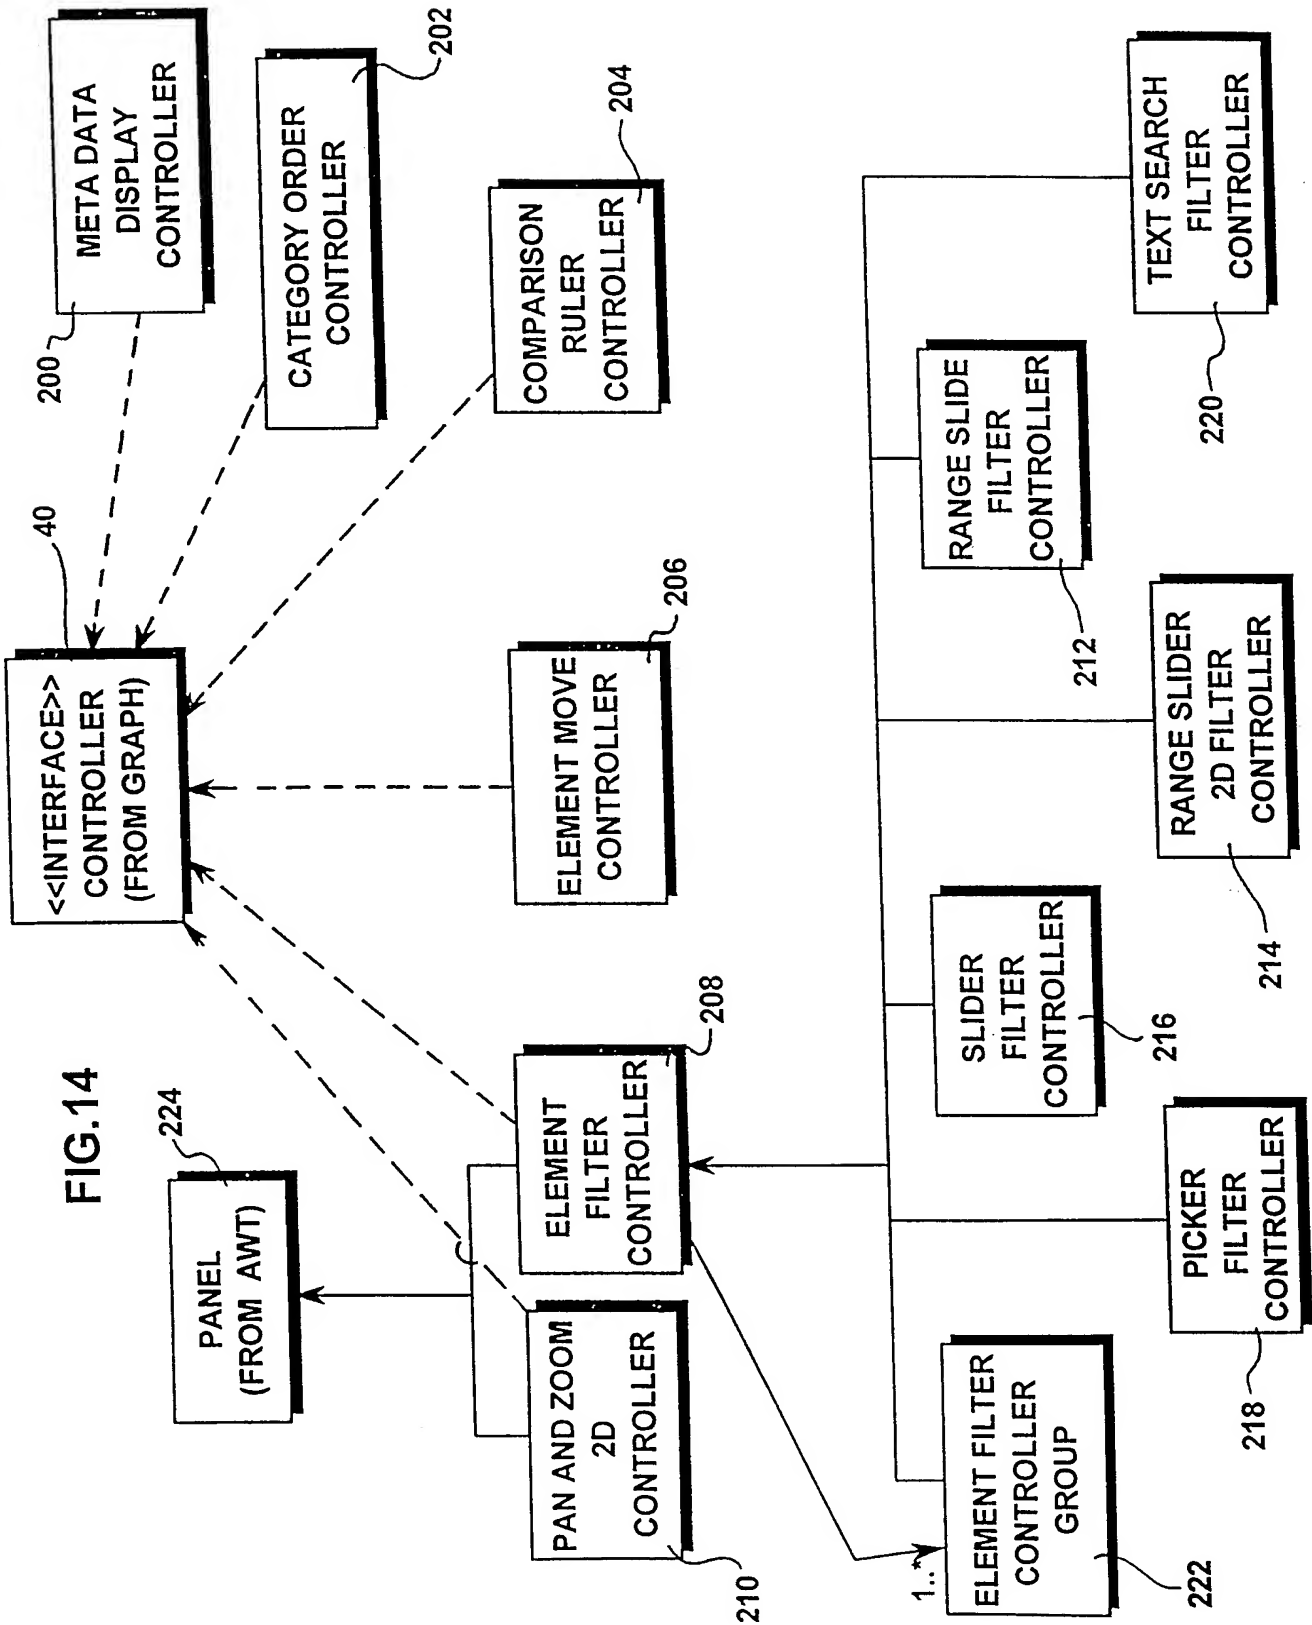 FIG.14
PANEL
(FROM AWT)
224
<<INTERFACE>>
CONTROLLER
(FROM GRAPH)
40
META DATA
DISPLAY
CONTROLLER
200
CATEGORY ORDER
CONTROLLER
202
PAN AND ZOOM
2D
CONTROLLER
210
ELEMENT
FILTER
CONTROLLER
208
ELEMENT MOVE
CONTROLLER
206
COMPARISON
RULER
CONTROLLER
204
1..*
ELEMENT FILTER
CONTROLLER
GROUP
222
PICKER
FILTER
CONTROLLER
218
SLIDER
FILTER
CONTROLLER
216
RANGE SLIDER
2D FILTER
CONTROLLER
214
RANGE SLIDE
FILTER
CONTROLLER
212
TEXT SEARCH
FILTER
CONTROLLER
220